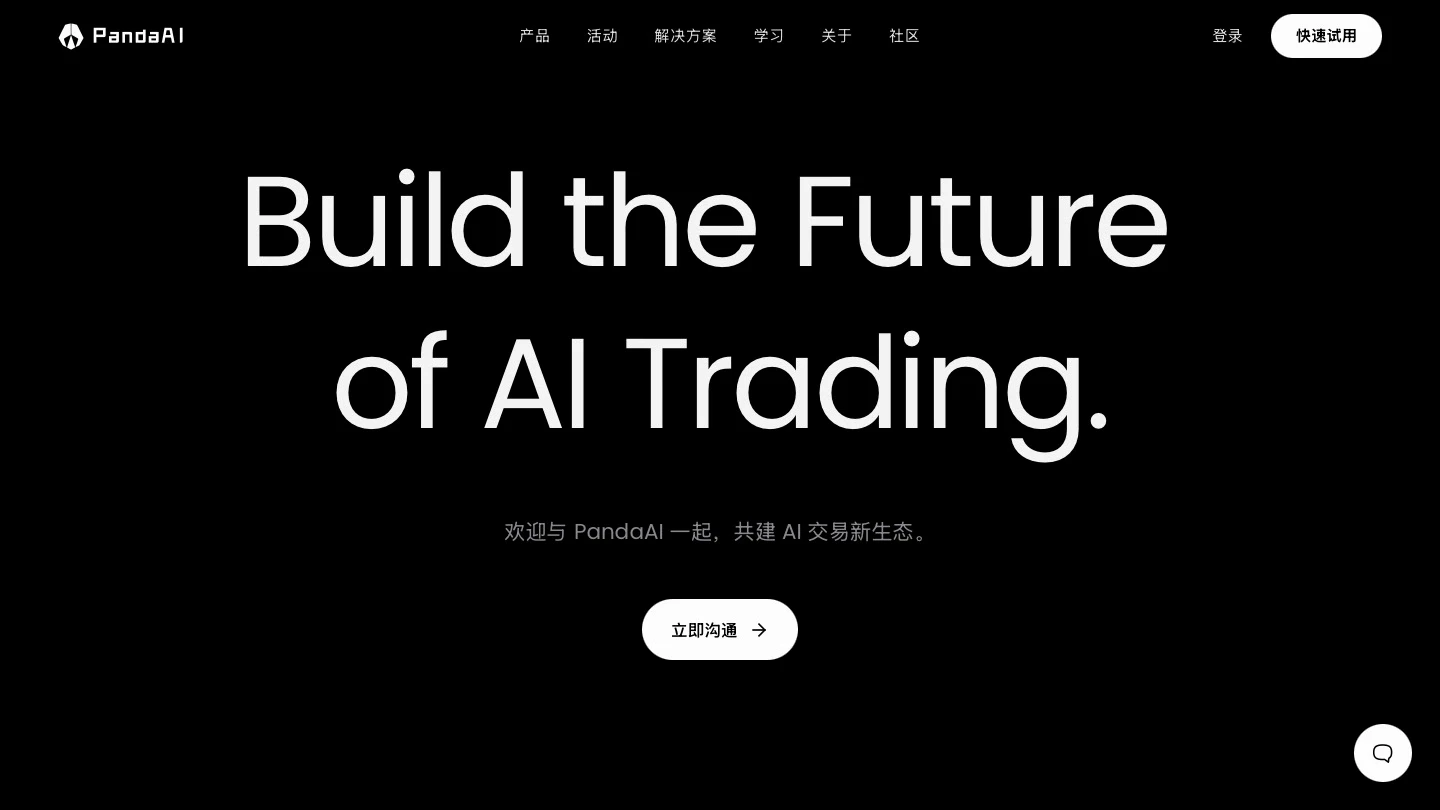 PandaAI
产品
活动
解决方案
学习
关于
社区
登录
快速试用
Build the Future
of AI Trading.
欢迎与 PandaAI 一起，共建 AI 交易新生态。
立即沟通 →